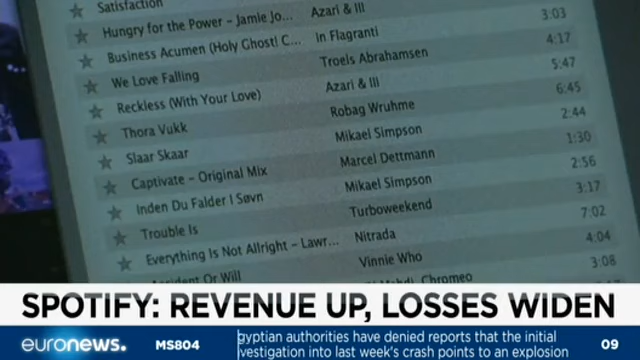 Satisfaction
Hungry for the Power – Jamie Jo... Azari & III
Business Acumen (Holy Ghost! C... In Flagranti 3:03
We Love Falling Troels Abrahamsen 4:17
Reckless (With Your Love) Azari & III 5:47
Thora Vukk Robag Wruhme 6:45
Slaar Skaar Mikael Simpson 2:44
Captivate – Original Mix Marcel Dettmann 1:30
Inden Du Falder I Søvn Mikael Simpson 2:56
Trouble Is Turboweekend 3:17
Everything Is Not Allright – Lawr... Nitrada 7:02
Accident Or Will Vinnie Who 4:04
Mehdi, Chromeo 3:08
SPOTIFY: REVENUE UP, LOSSES WIDEN
euronews. MS804 gyptian authorities have denied reports that the initial 09
vestigation into last week's crash points to an explosion